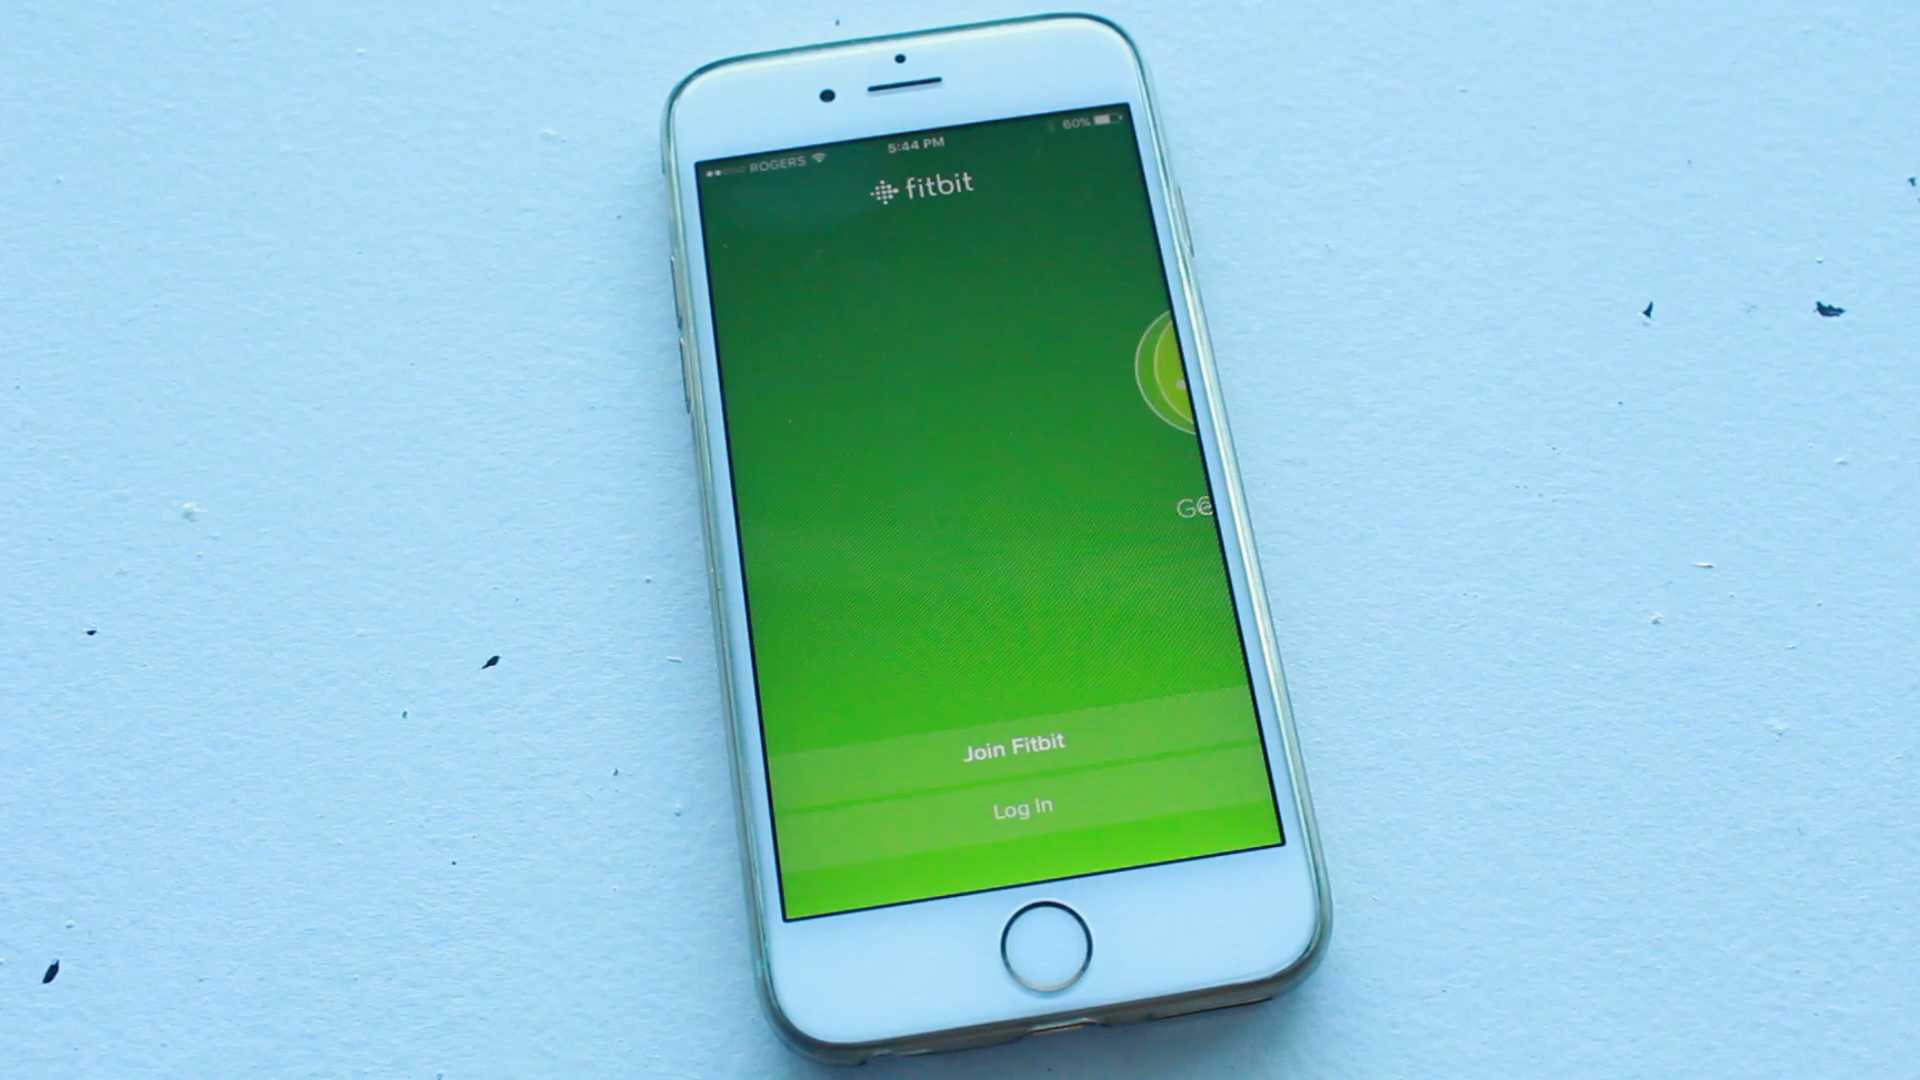 ROGERS
5:44 PM
60%
fitbit
Join Fitbit
Log In